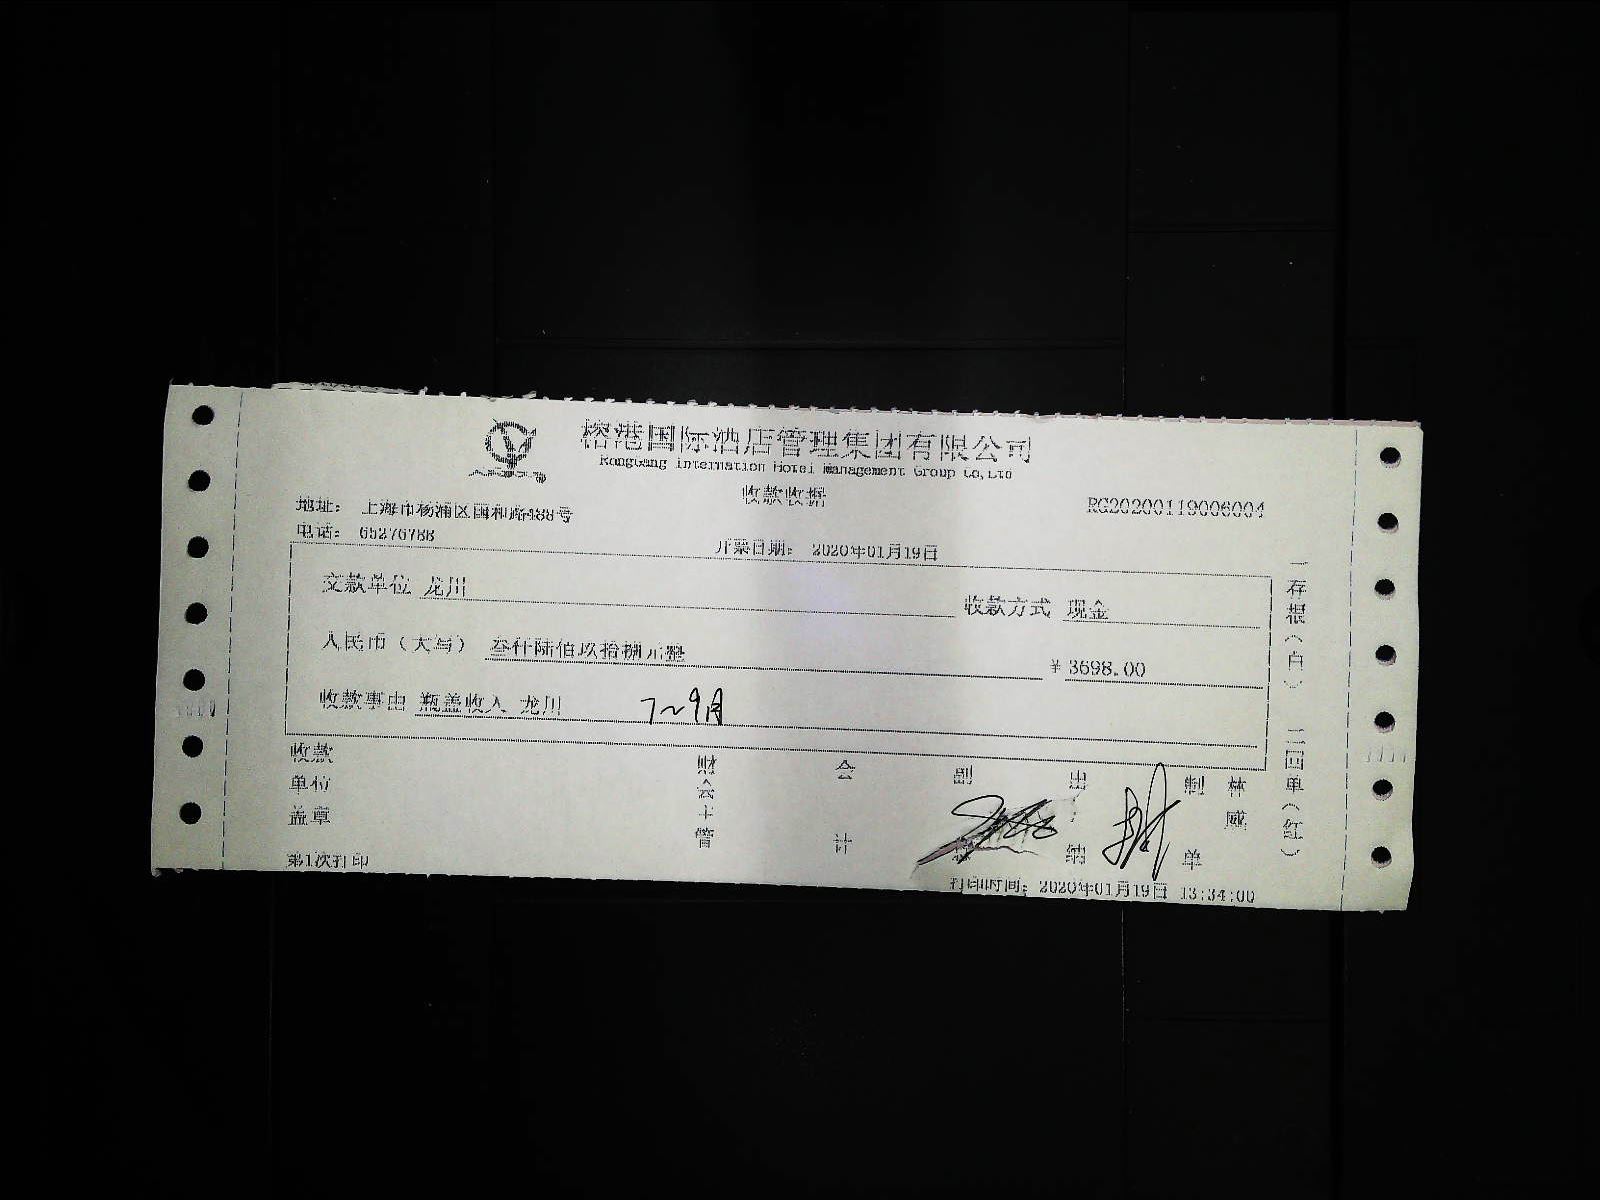 榕港国际酒店管理集团有限公司
RongGang Internation Hotel Management Group Co,Ltd
收款收据
RG20200119006004
地址: 上海市杨浦区国和路488号
电话: 65276788
开票日期: 2020年01月19日
交款单位 龙川 收款方式 现金
人民币(大写) 叁仟陆佰玖拾捌元整 ¥3698.00
收款事由 瓶盖收入 龙川 7~9月
收款单位盖章 财会主管 会计 副 出纳 制单 林威
一存根(白) 二回单(红)
第1次打印
打印时间: 2020年01月19日 13:34:00